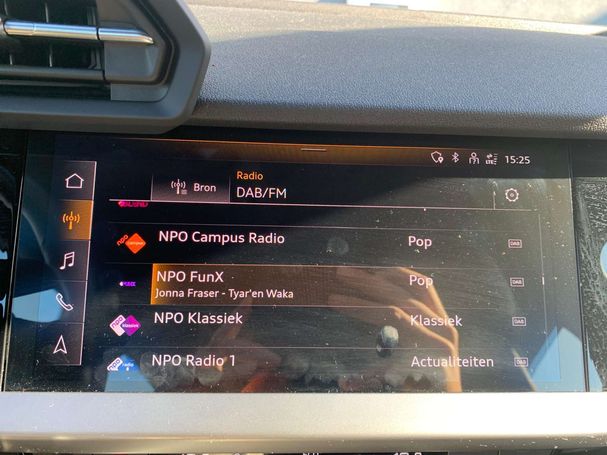 LTE
15:25
Radio
Bron
DAB/FM
NPO Campus Radio Pop DAB
NPO FunX Pop DAB
Jonna Fraser - Tyar'en Waka
NPO Klassiek Klassiek DAB
NPO Radio 1 Actualiteiten DAB